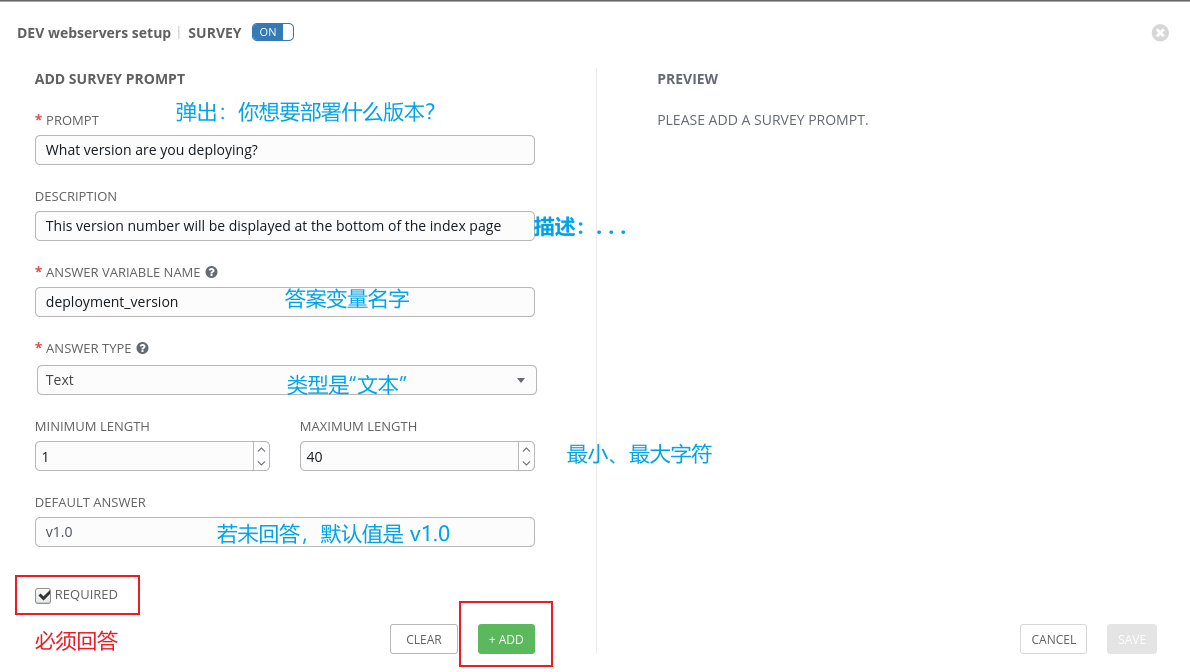 DEV webservers setup | SURVEY ON
ADD SURVEY PROMPT
* PROMPT
弹出：你想要部署什么版本？
What version are you deploying?
DESCRIPTION
This version number will be displayed at the bottom of the index page
描述：. . .
* ANSWER VARIABLE NAME ?
deployment_version
答案变量名字
* ANSWER TYPE ?
Text
类型是“文本”
MINIMUM LENGTH
MAXIMUM LENGTH
1
40
最小、最大字符
DEFAULT ANSWER
v1.0
若未回答，默认值是 v1.0
REQUIRED
必须回答
CLEAR
+ ADD
PREVIEW
PLEASE ADD A SURVEY PROMPT.
CANCEL
SAVE